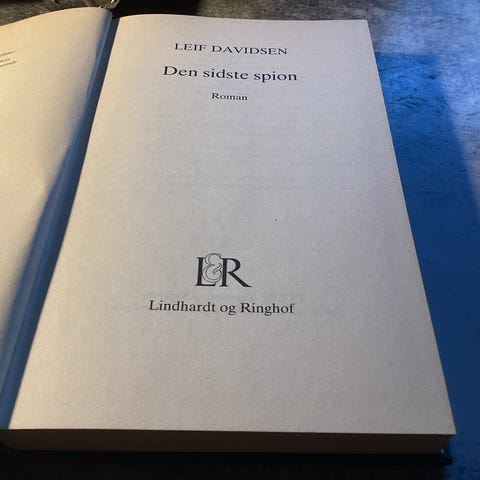 LEIF DAVIDSEN
Den sidste spion
Roman
L&R
Lindhardt og Ringhof